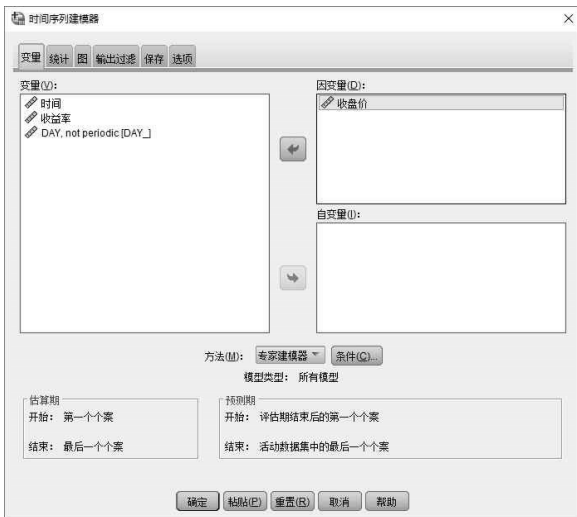 时间序列建模器
变量 统计 图 输出过滤 保存 选项
变量(V):
时间
收益率
DAY, not periodic [DAY_]
因变量(D):
收盘价
自变量(I):
方法(M): 专家建模器 条件(C)...
模型类型: 所有模型
估算期
开始: 第一个个案
结束: 最后一个个案
预测期
开始: 评估期结束后的第一个个案
结束: 活动数据集中的最后一个个案
确定 粘贴(P) 重置(R) 取消 帮助